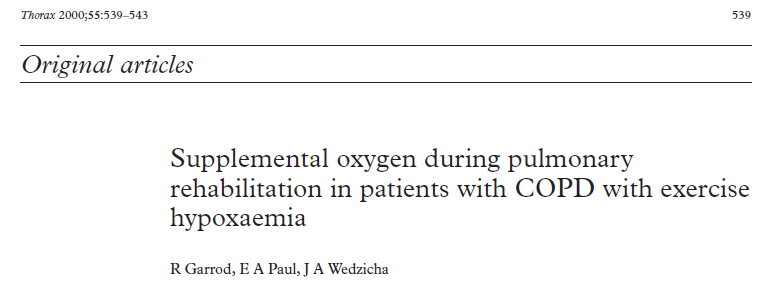 Thorax 2000;55:539–543 539
Original articles
Supplemental oxygen during pulmonary
rehabilitation in patients with COPD with exercise
hypoxaemia
R Garrod, E A Paul, J A Wedzicha